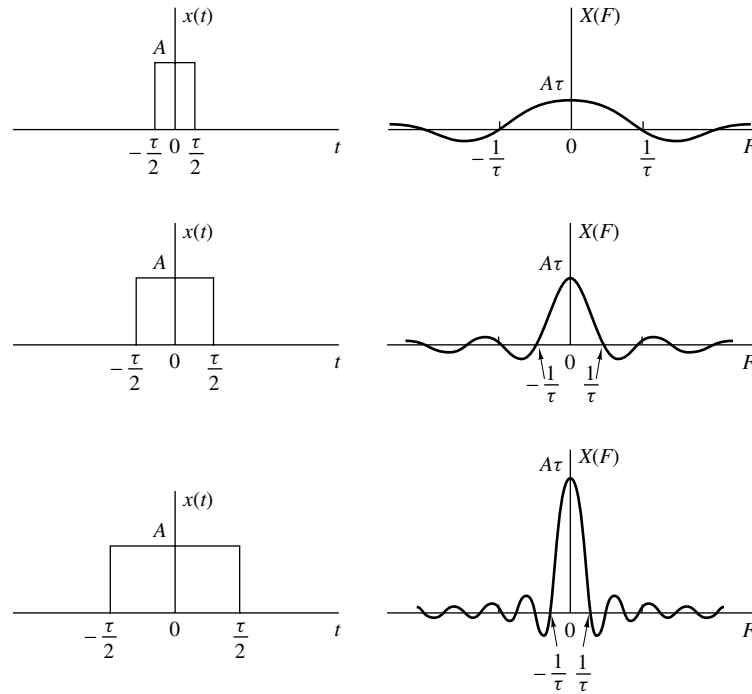 x(t)
A
−τ/2 0 τ/2 t
X(F)
Aτ
−1/τ 0 1/τ F
x(t)
A
−τ/2 0 τ/2 t
X(F)
Aτ
0 F
−1/τ 1/τ
x(t)
A
−τ/2 0 τ/2 t
X(F)
Aτ
0 F
−1/τ 1/τ